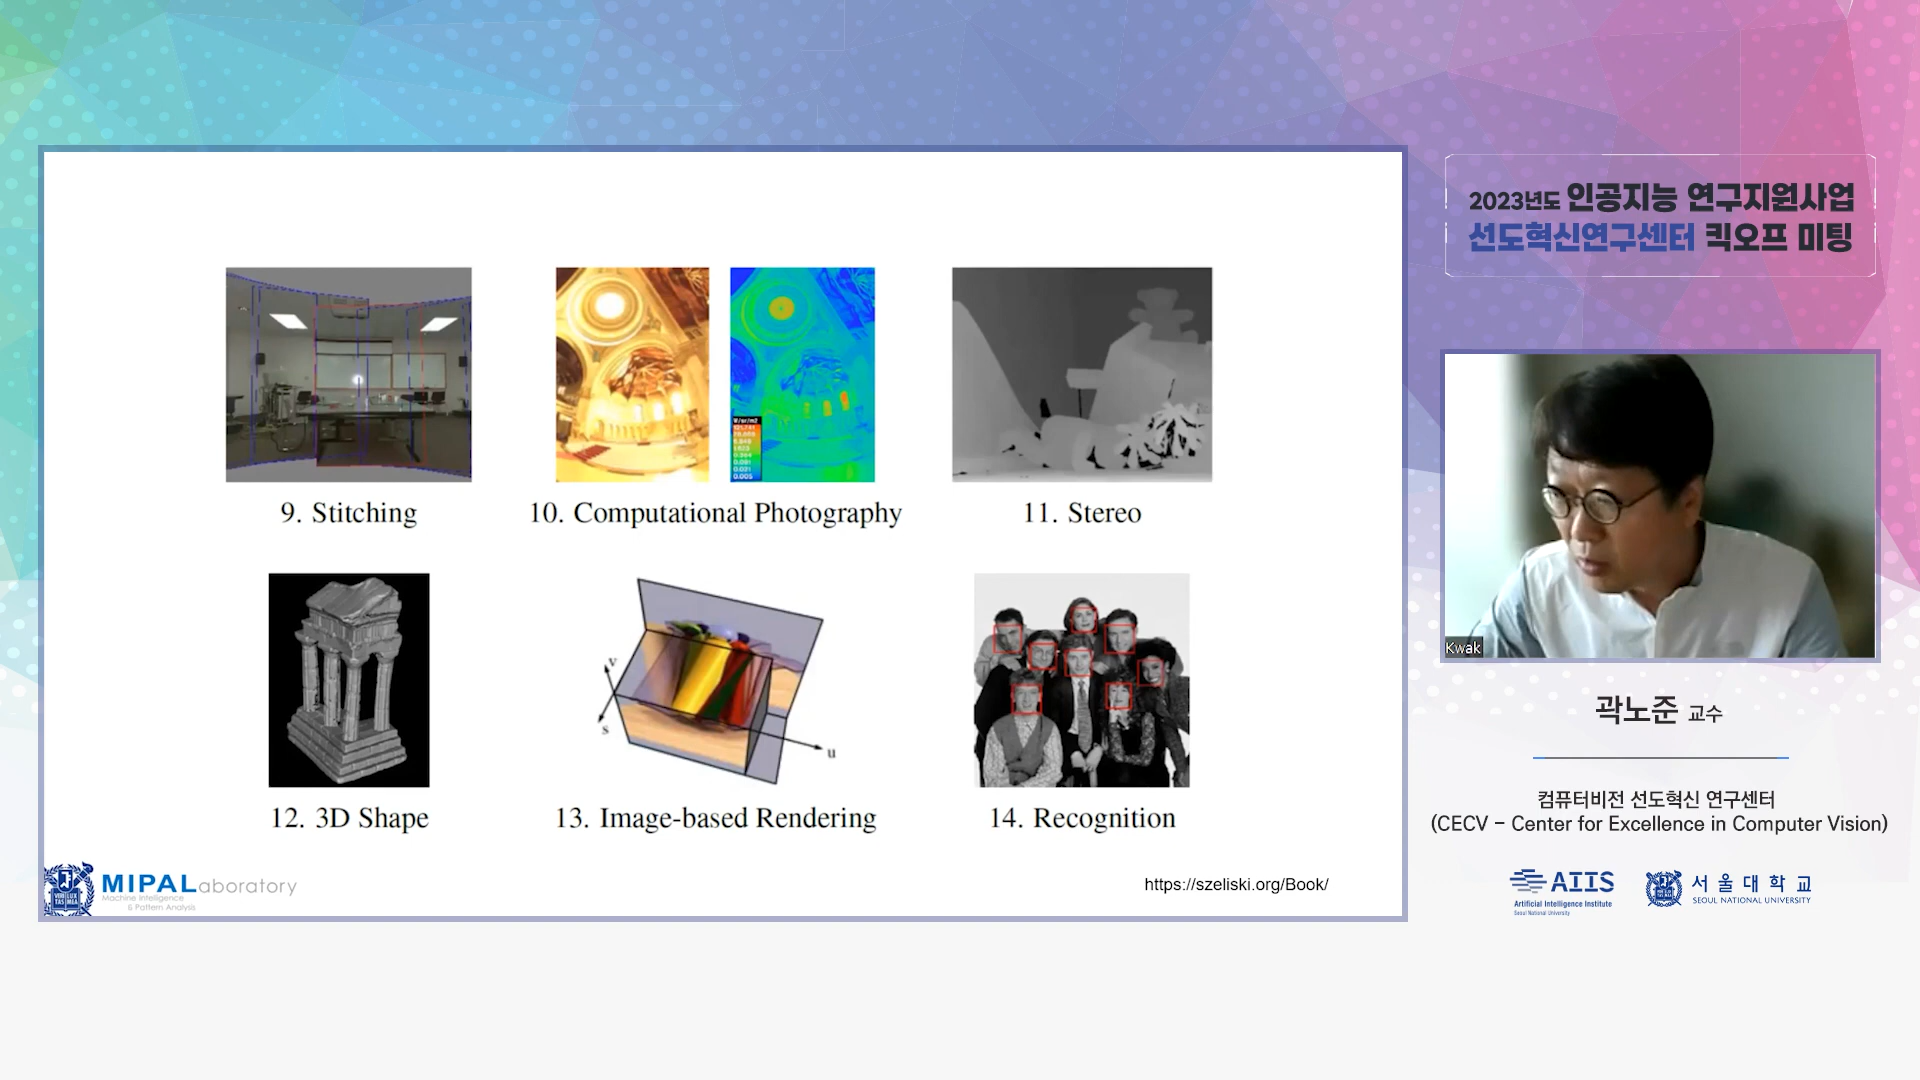 9. Stitching
10. Computational Photography
11. Stereo
12. 3D Shape
v
s
u
13. Image-based Rendering
14. Recognition
MIPALaboratory
Machine Intelligence
& Pattern Analysis
https://szeliski.org/Book/
2023년도 인공지능 연구지원사업
선도혁신연구센터 킥오프 미팅
Kwak
곽노준 교수
컴퓨터비전 선도혁신 연구센터
(CECV - Center for Excellence in Computer Vision)
AIIS
Artificial Intelligence Institute
Seoul National University
서울대학교
SEOUL NATIONAL UNIVERSITY